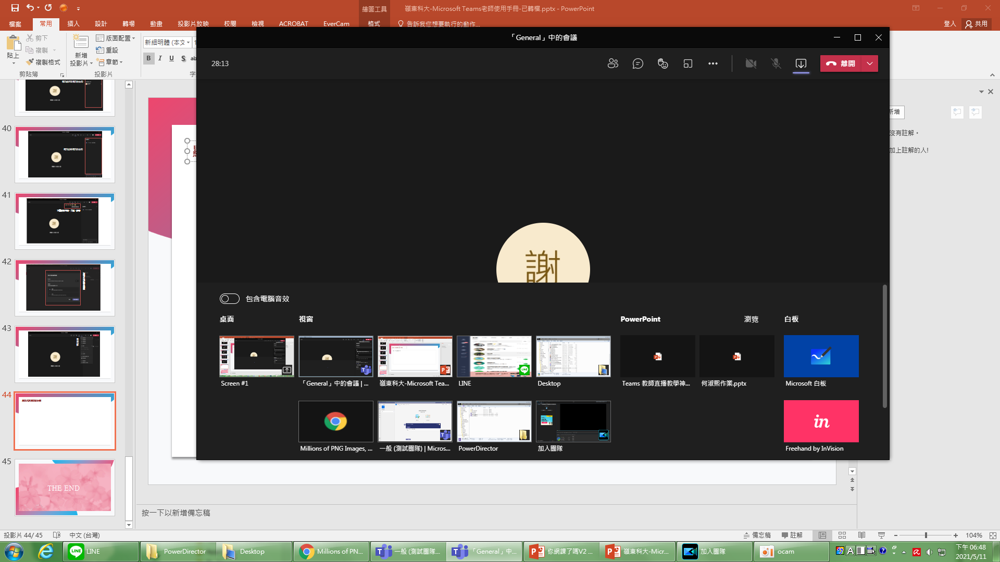 繪圖工具
嶺東科大-Microsoft Teams老師使用手冊-已轉檔.pptx - PowerPoint
檔案
常用
插入
設計
轉場
動畫
投影片放映
校閱
檢視
ACROBAT
EverCam
格式
告訴我您想要執行的動作...
登入
共用
貼上
剪下
複製
複製格式
剪貼簿
新增
投影片
版面配置
重設
章節
投影片
新細明體 (本文
B I U S abc
字
「General」中的會議
28:13
離開
謝
包含電腦音效
桌面
視窗
PowerPoint
瀏覽
白板
Screen #1
「General」中的會議 | ...
嶺東科大-Microsoft Tea...
LINE
Desktop
Teams 教師直播教學神...
何淑熙作業.pptx
Microsoft 白板
Millions of PNG Images, ...
一般 (測試團隊) | Micros...
PowerDirector
加入團隊
in
Freehand by InVision
新增
沒有註解。
加上註解的人!
40
41
42
43
44
45
THE END
按一下以新增備忘稿
投影片 44/ 45
中文 (台灣)
備忘稿
註解
104%
LINE
PowerDirector
Desktop
Millions of PN...
一般 (測試團隊...
「General」中...
你網課了嗎V2 ...
嶺東科大-Micr...
加入團隊
ocam
下午 06:48
2021/5/11